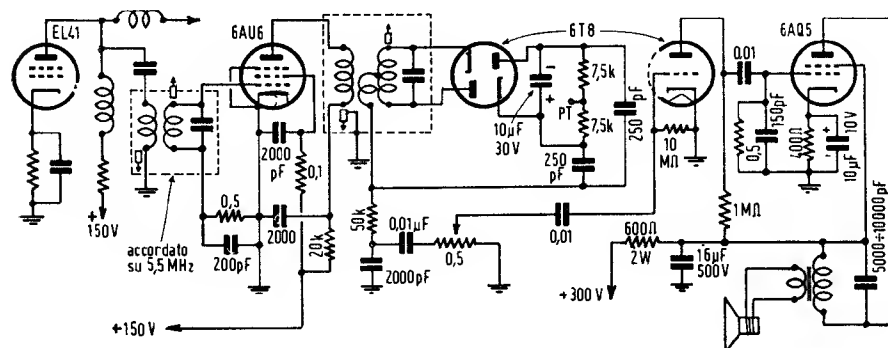 EL41
6AU6
6T8
6AQ5
+150V
accordato
su 5,5 MHz
0,5
200pF
2000
pF
2000
0,1
20k
+150V
50k
2000pF
0,01µF
0,5
10µF
30V
PT
7,5k
7,5k
250
pF
250
pF
0,01
10
MΩ
0,01
0,5
150pF
400Ω
10V
10µF
1MΩ
600Ω
2W
+300V
16µF
500V
5000÷10000pF